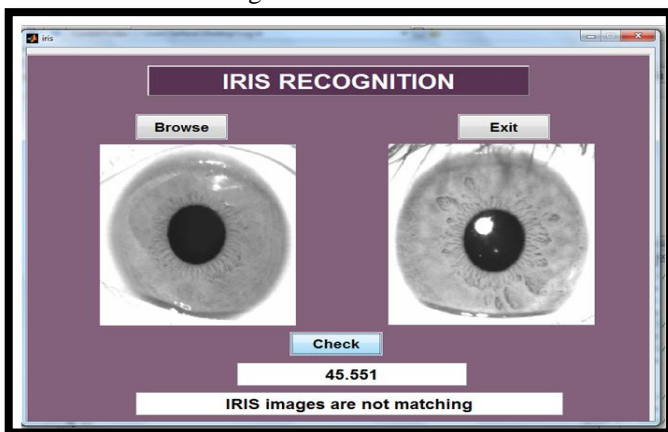 iris
IRIS RECOGNITION
Browse
Exit
Check
45.551
IRIS images are not matching